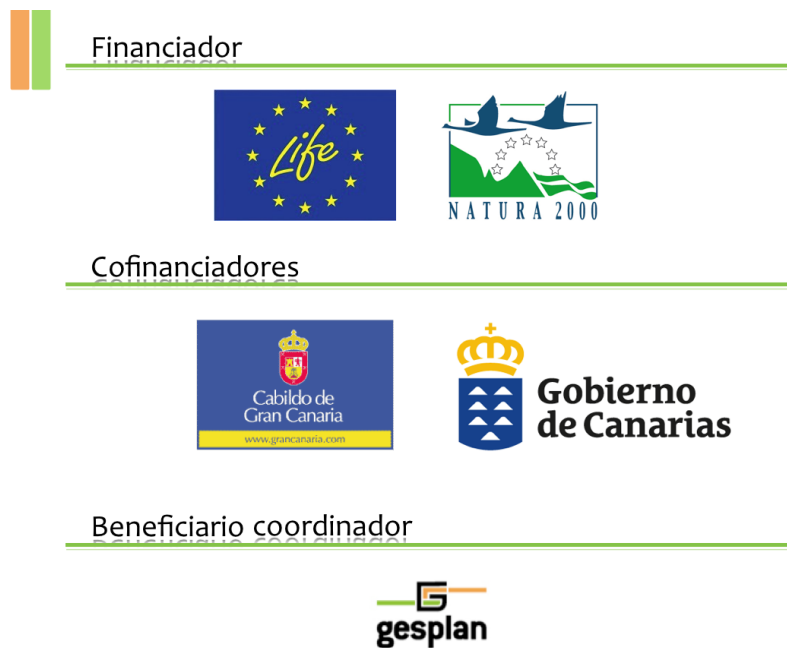 Financiador
Life
NATURA 2000
Cofinanciadores
Cabildo de
Gran Canaria
www.grancanaria.com
Gobierno
de Canarias
Beneficiario coordinador
gesplan